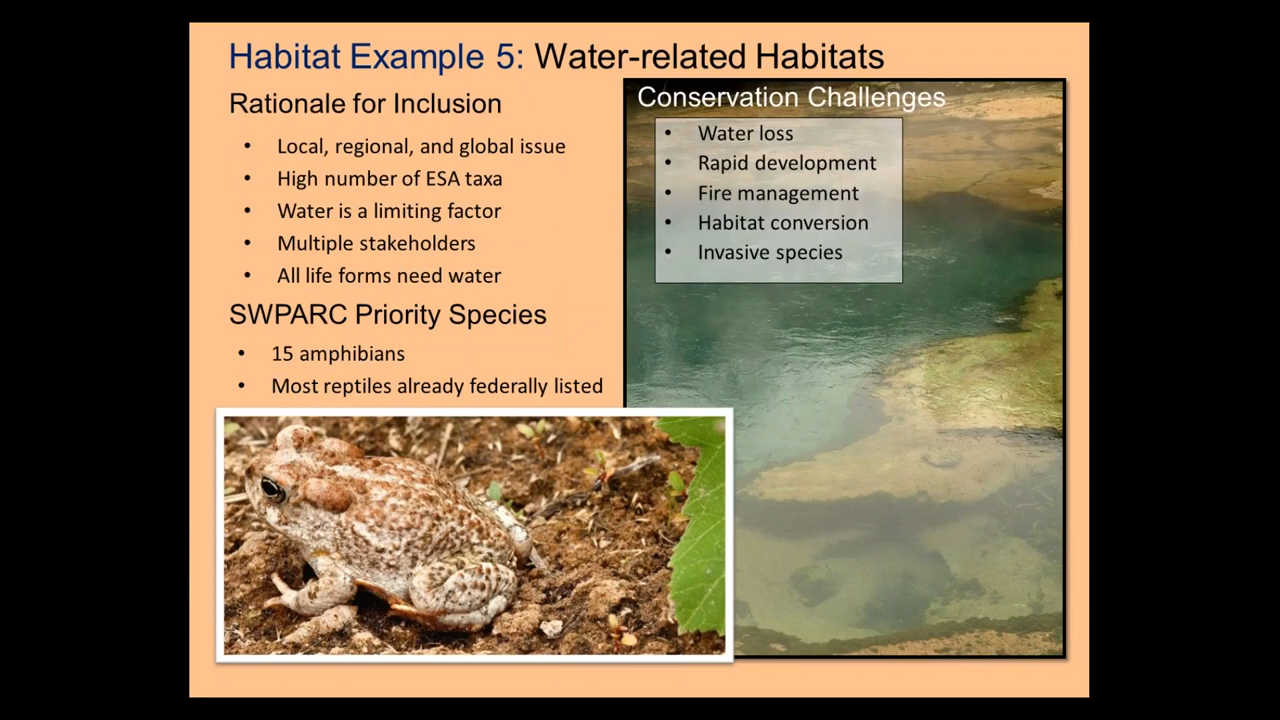 Habitat Example 5: Water-related Habitats
Rationale for Inclusion
• Local, regional, and global issue
• High number of ESA taxa
• Water is a limiting factor
• Multiple stakeholders
• All life forms need water
SWPARC Priority Species
• 15 amphibians
• Most reptiles already federally listed
Conservation Challenges
• Water loss
• Rapid development
• Fire management
• Habitat conversion
• Invasive species